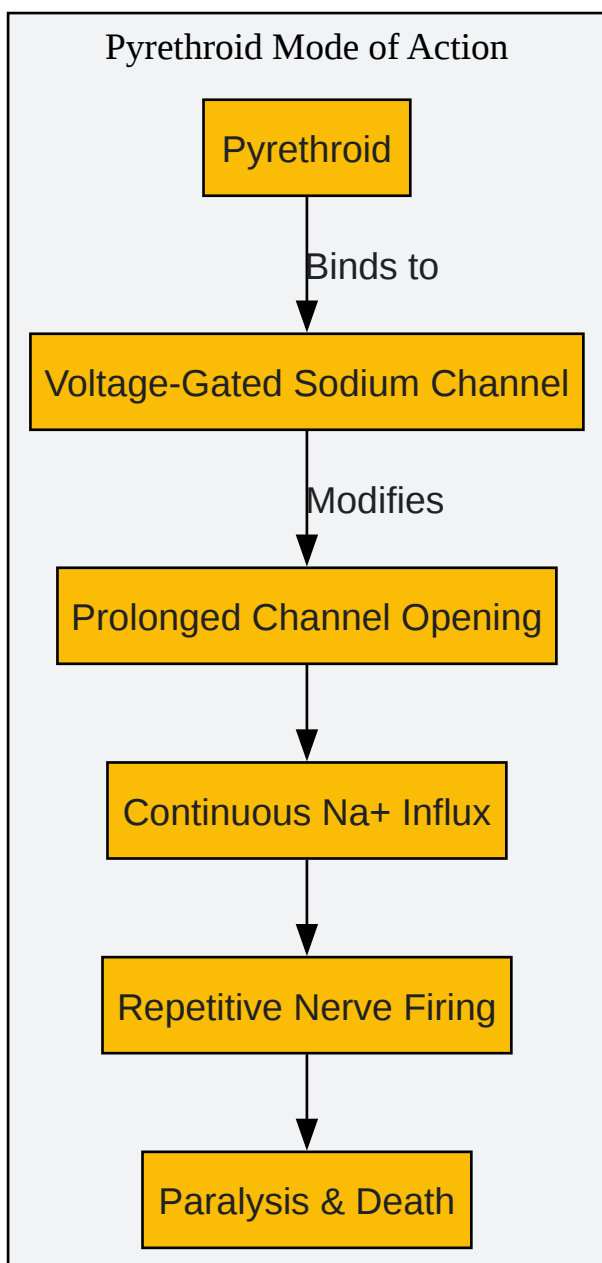 Pyrethroid Mode of Action
Pyrethroid
Binds to
Voltage-Gated Sodium Channel
Modifies
Prolonged Channel Opening
Continuous Na+ Influx
Repetitive Nerve Firing
Paralysis & Death